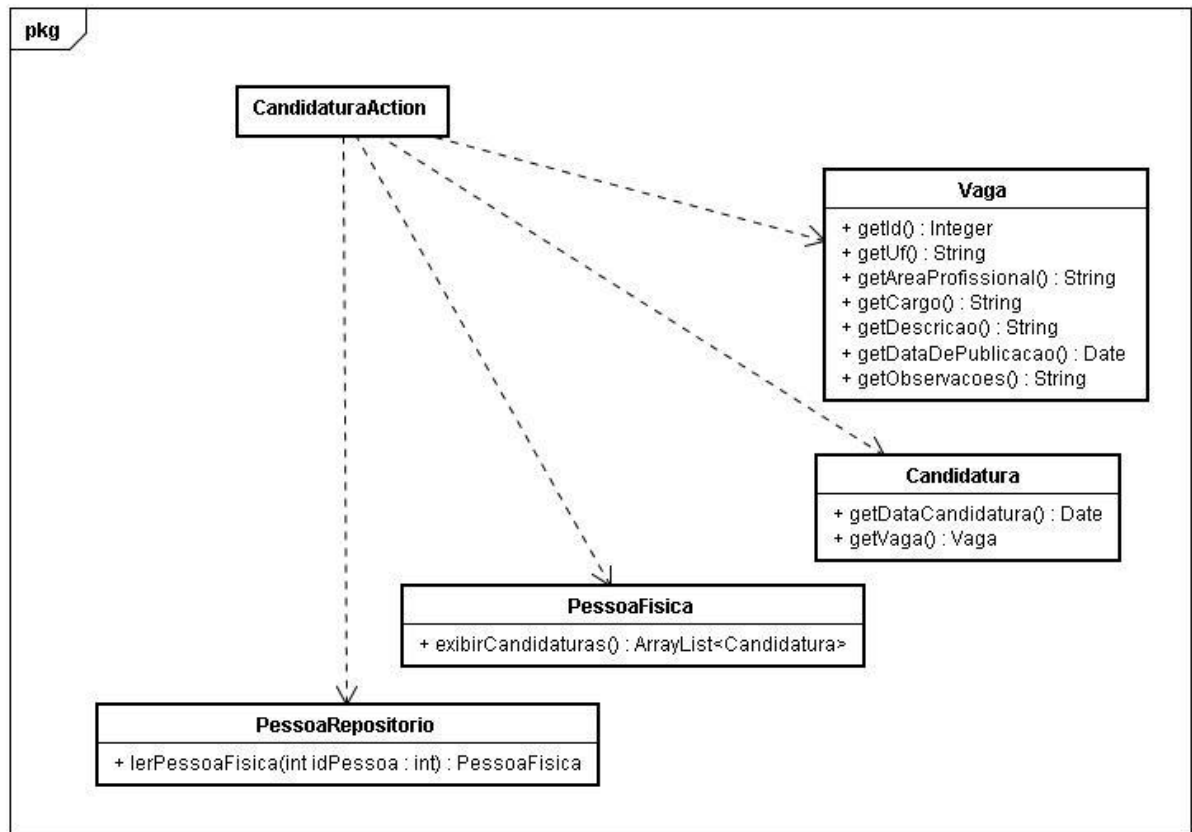 pkg
CandidaturaAction
Vaga
+ getId() : Integer
+ getUf() : String
+ getAreaProfissional() : String
+ getCargo() : String
+ getDescricao() : String
+ getDataDePublicacao() : Date
+ getObservacoes() : String
Candidatura
+ getDataCandidatura() : Date
+ getVaga() : Vaga
PessoaFisica
+ exibirCandidaturas() : ArrayList<Candidatura>
PessoaRepositorio
+ lerPessoaFisica(int idPessoa : int) : PessoaFisica